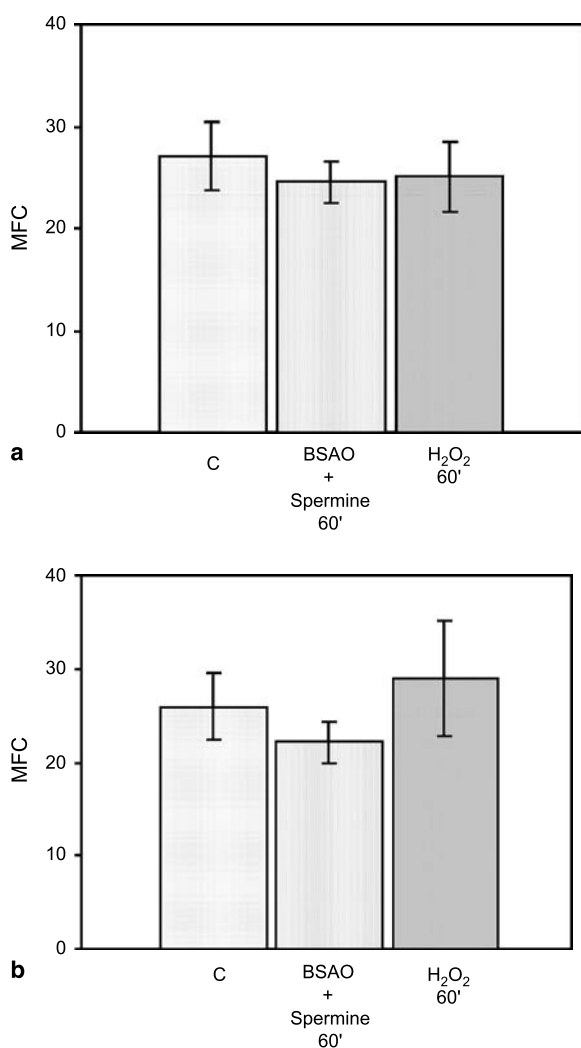 40
30
20
10
0
MFC
a
C
BSAO
+
Spermine
60'
H₂O₂
60'
40
30
20
10
0
MFC
b
C
BSAO
+
Spermine
60'
H₂O₂
60'